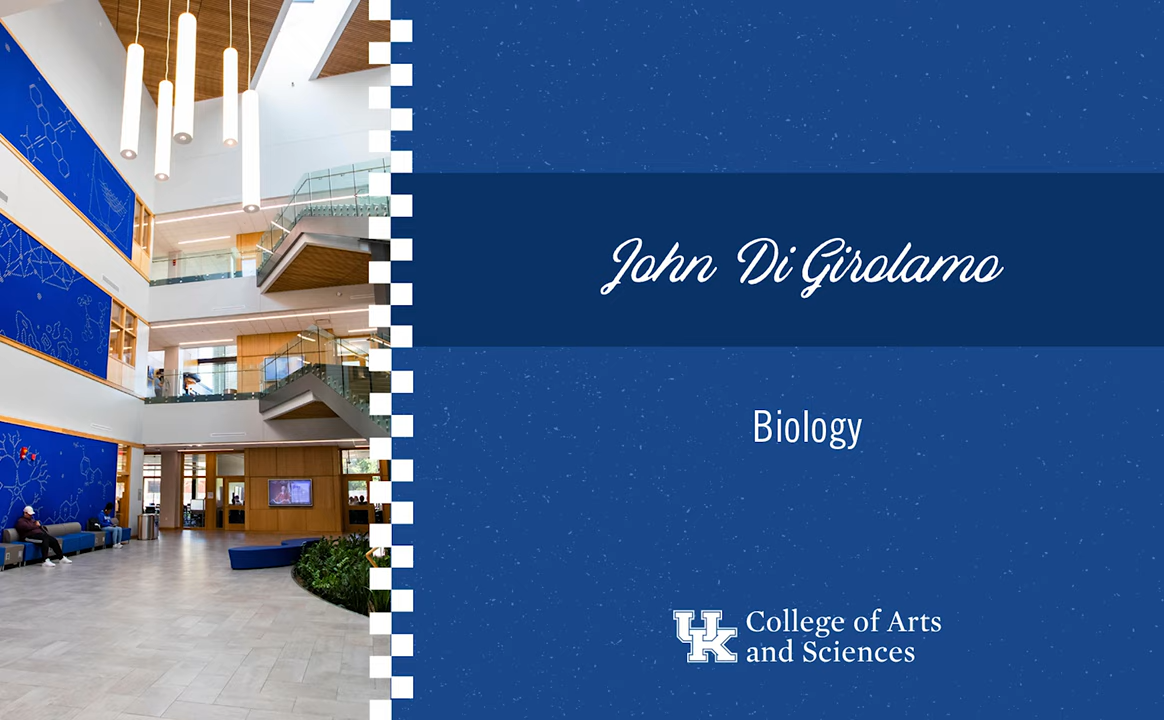 John Di Girolamo
Biology
UK College of Arts
and Sciences